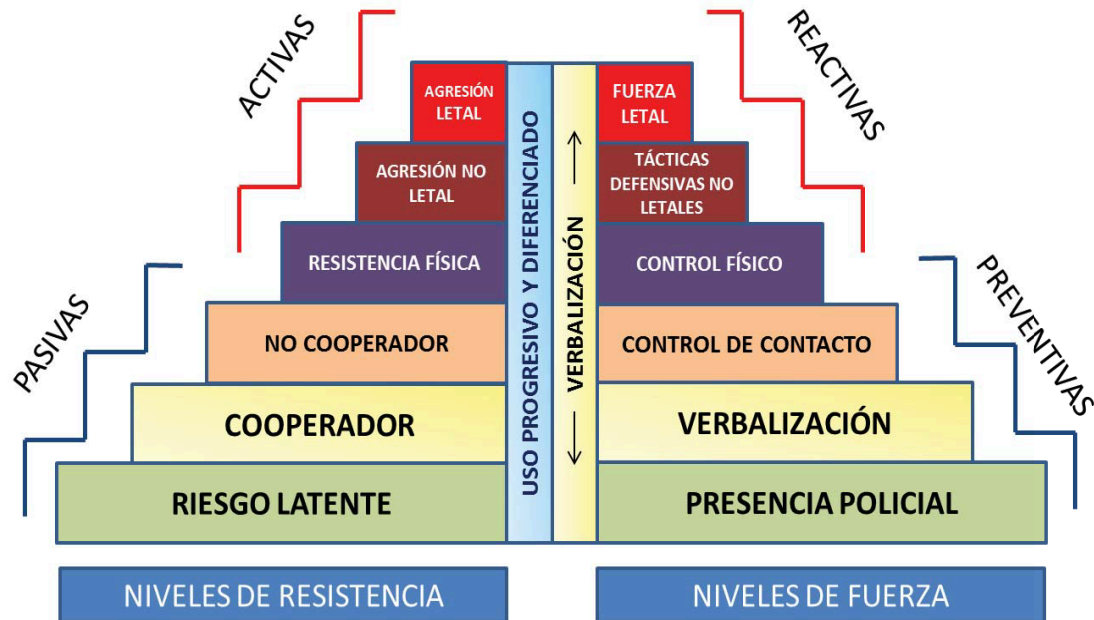 ACTIVAS
REACTIVAS
AGRESIÓN
LETAL
FUERZA
LETAL
AGRESIÓN NO
LETAL
TÁCTICAS
DEFENSIVAS NO
LETALES
RESISTENCIA FÍSICA
CONTROL FÍSICO
USO PROGRESIVO Y DIFERENCIADO
VERBALIZACIÓN
PASIVAS
PREVENTIVAS
NO COOPERADOR
CONTROL DE CONTACTO
COOPERADOR
VERBALIZACIÓN
RIESGO LATENTE
PRESENCIA POLICIAL
NIVELES DE RESISTENCIA
NIVELES DE FUERZA